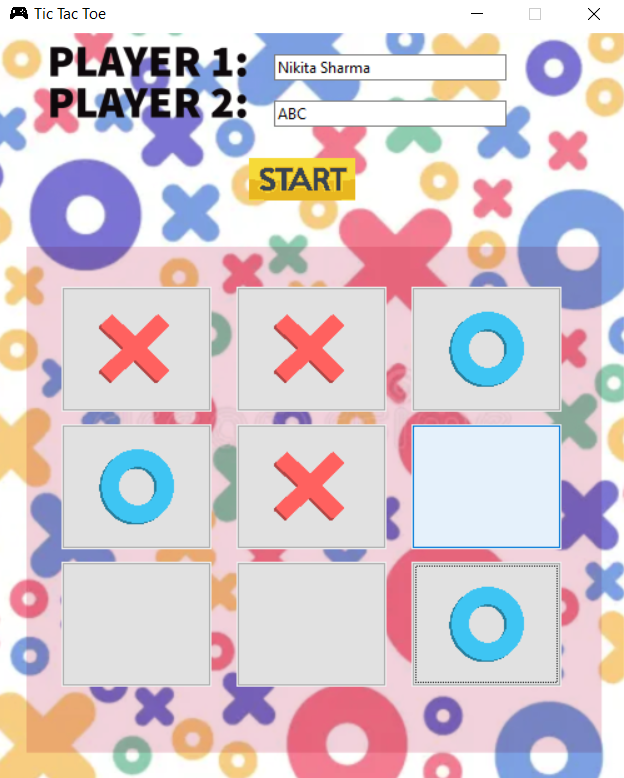 Tic Tac Toe
PLAYER 1:
Nikita Sharma
PLAYER 2:
ABC
START